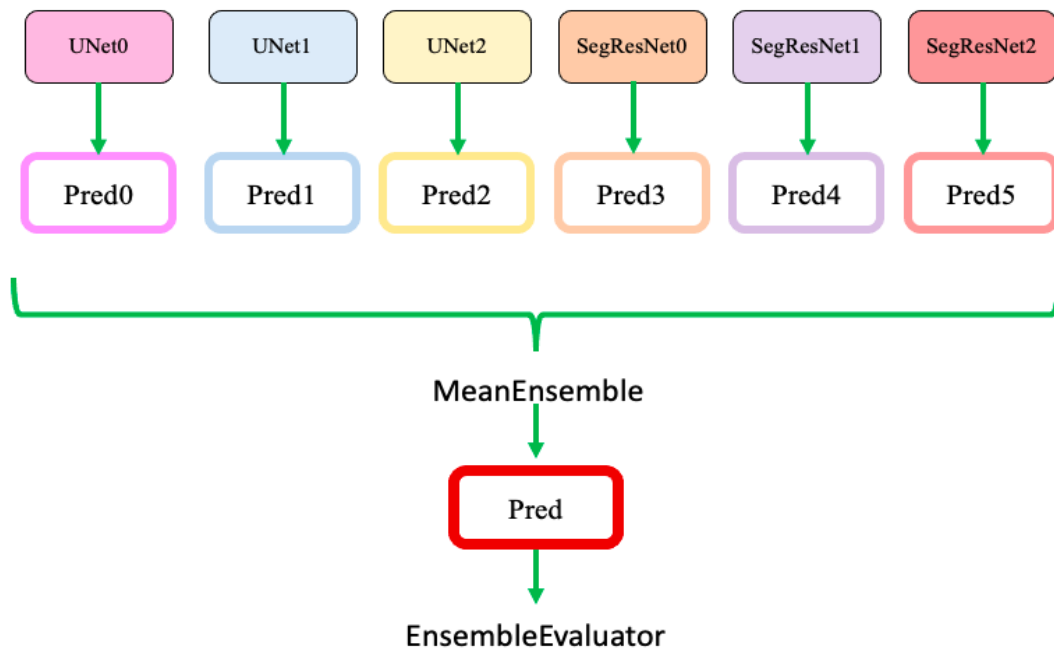 UNet0
UNet1
UNet2
SegResNet0
SegResNet1
SegResNet2
Pred0
Pred1
Pred2
Pred3
Pred4
Pred5
MeanEnsemble
Pred
EnsembleEvaluator